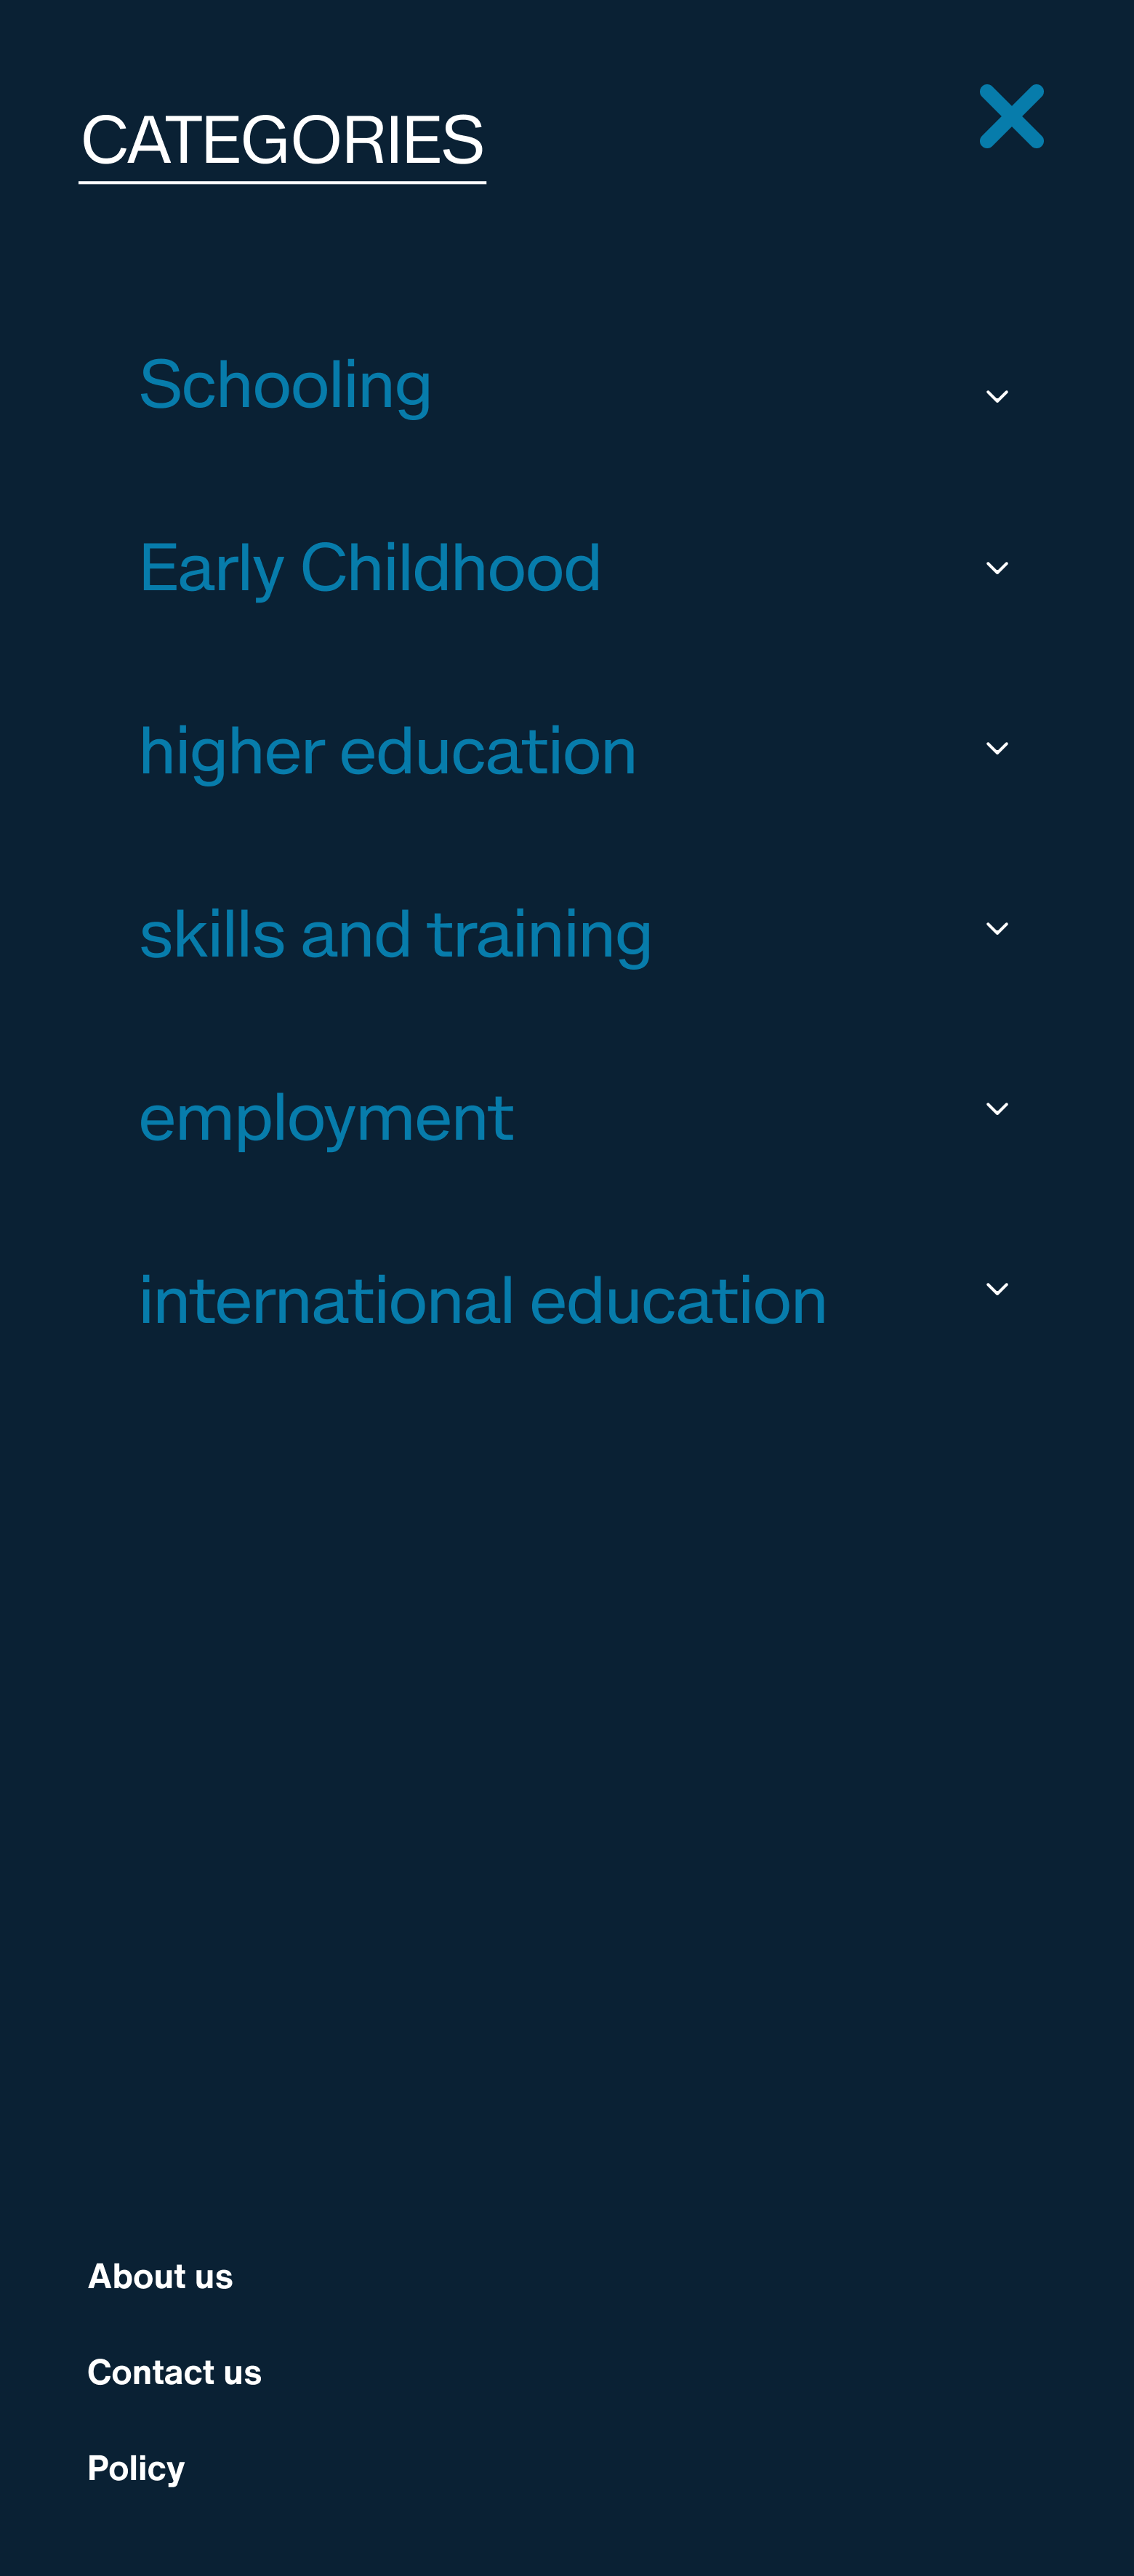 CATEGORIES
Schooling
Early Childhood
higher education
skills and training
employment
international education
About us
Contact us
Policy